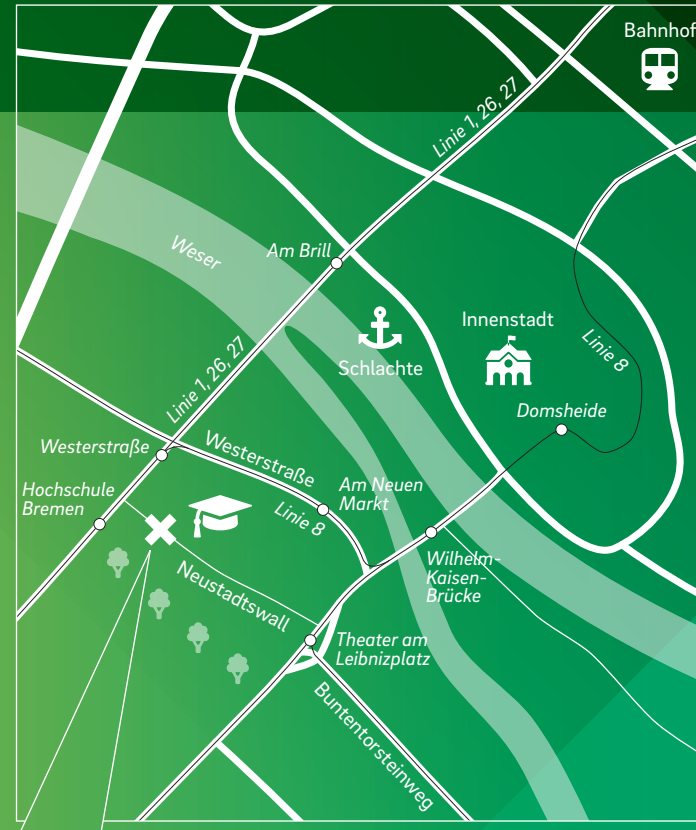 Bahnhof
Linie 1, 26, 27
Weser
Am Brill
Innenstadt
Schlachte
Linie 8
Linie 1, 26, 27
Domsheide
Westerstraße
Westerstraße
Am Neuen
Markt
Hochschule
Bremen
Linie 8
Wilhelm-
Kaisen-
Brücke
Neustadtswall
Theater am
Leibnizplatz
Buntentorsteinweg